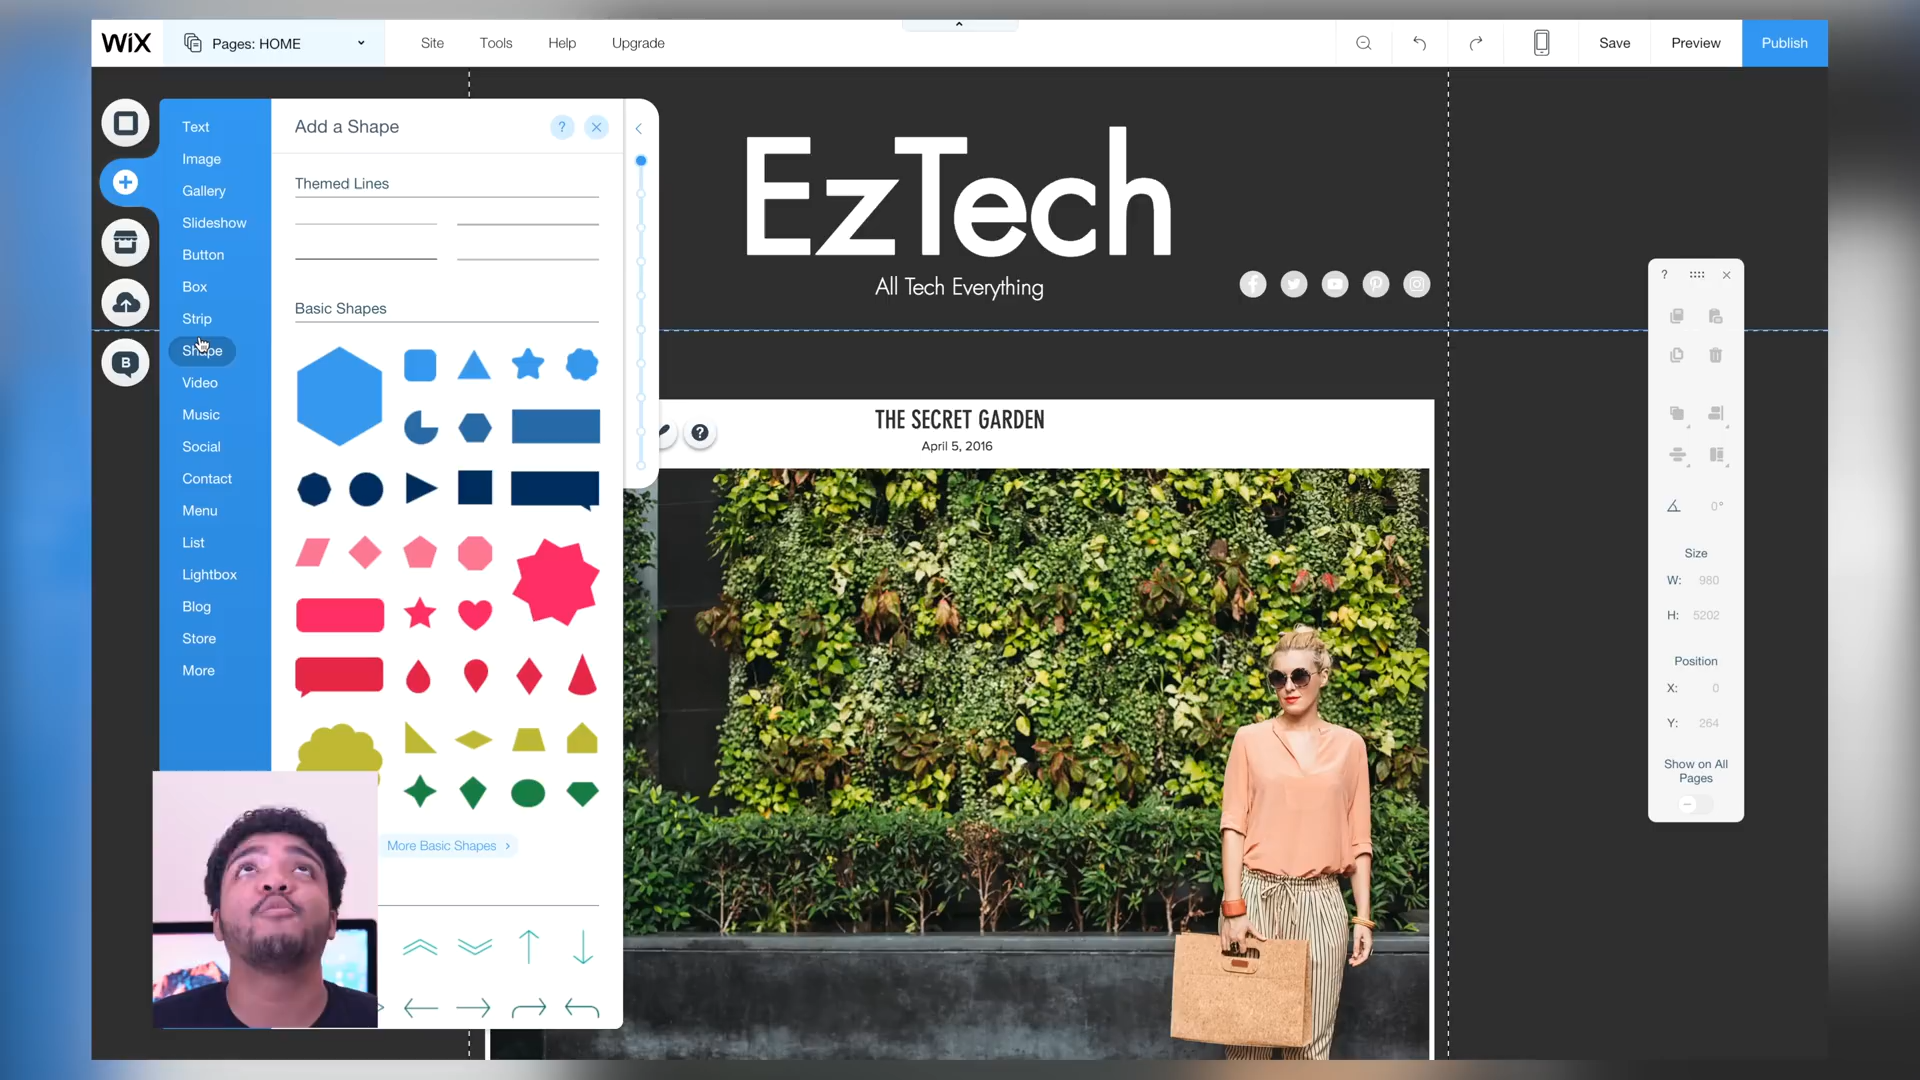 WiX
Pages: HOME
Site
Tools
Help
Upgrade
Save
Preview
Publish
Text
Image
Gallery
Slideshow
Button
Box
Strip
Shape
Video
Music
Social
Contact
Menu
List
Lightbox
Blog
Store
More
B
Add a Shape
?
Themed Lines
Basic Shapes
More Basic Shapes
EzTech
All Tech Everything
?
THE SECRET GARDEN
April 5, 2016
?
0°
Size
W: 980
H: 5202
Position
X: 0
Y: 264
Show on All
Pages